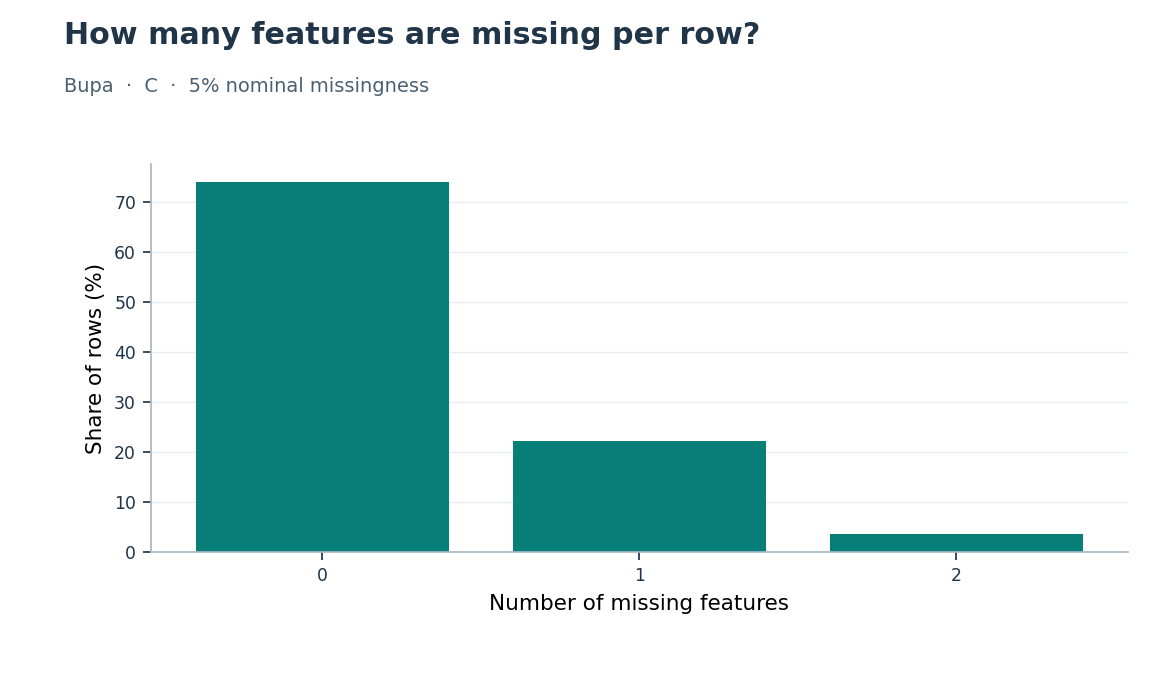 How many features are missing per row?
Bupa · C · 5% nominal missingness
Share of rows (%)
70
60
50
40
30
20
10
0
0 1 2
Number of missing features